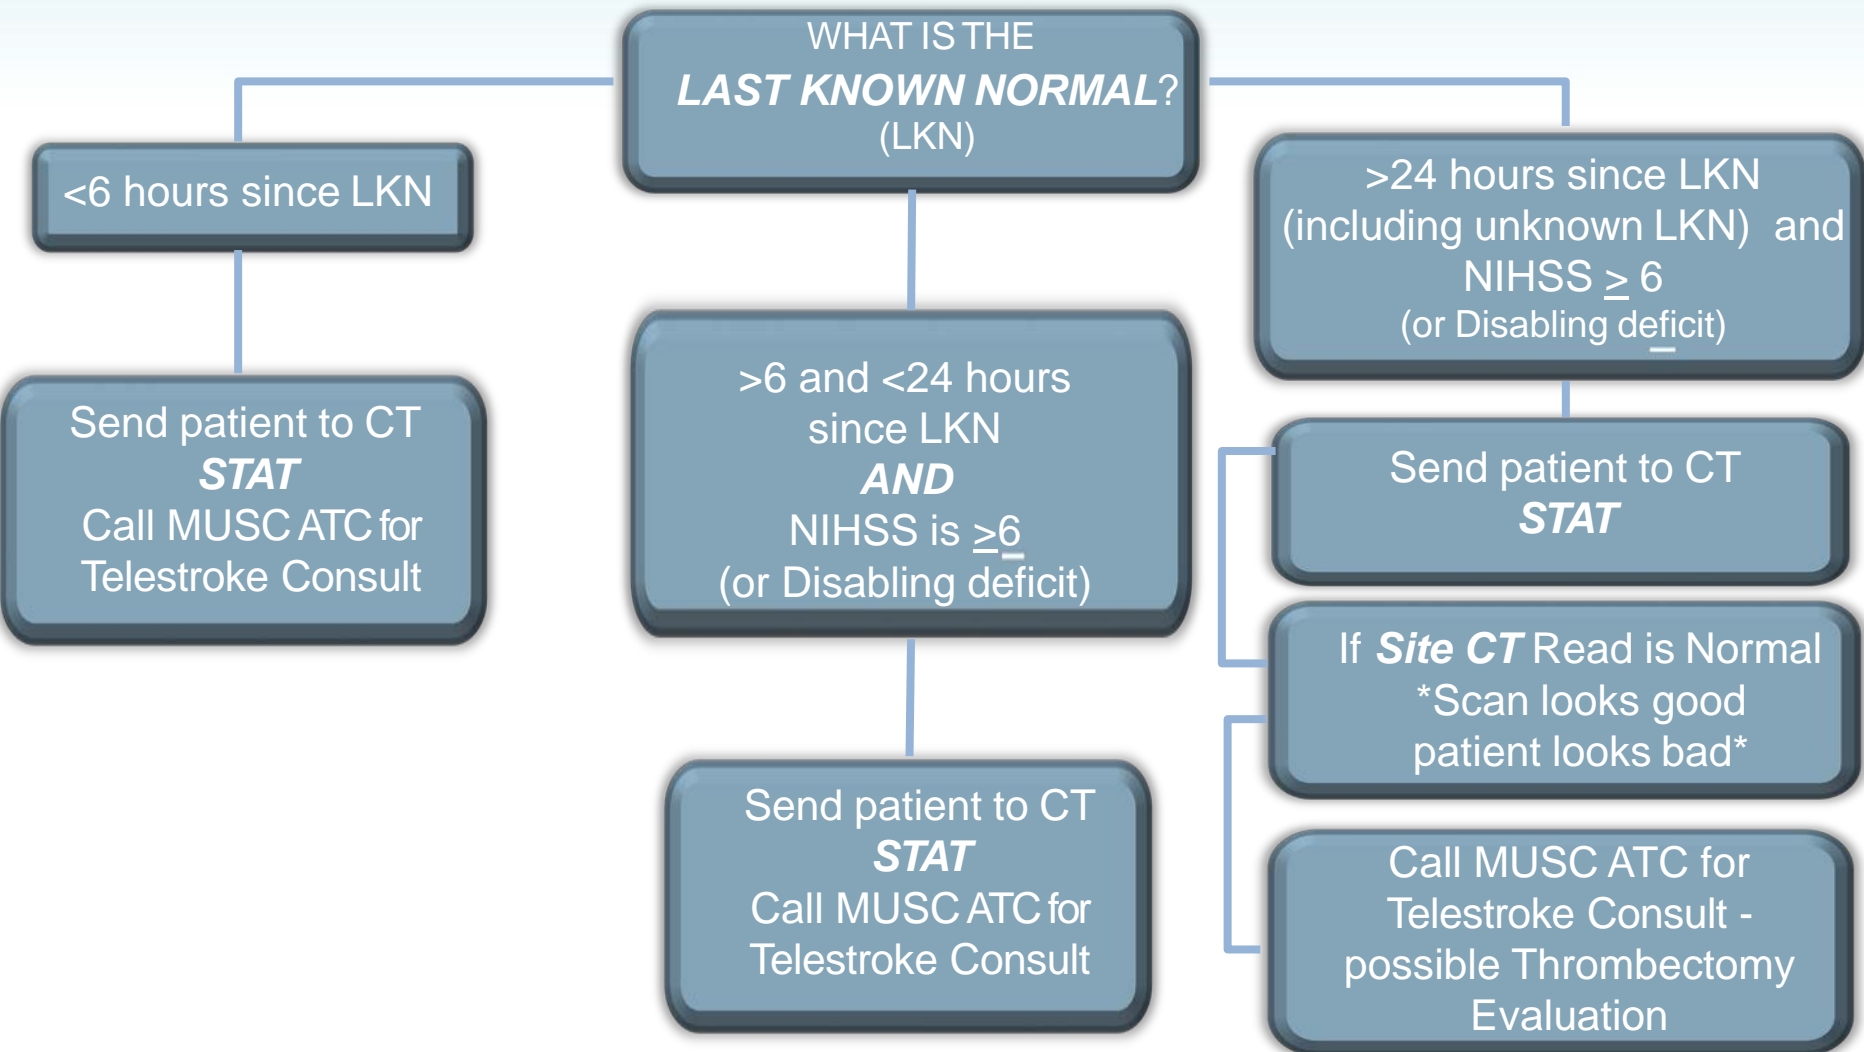 WHAT IS THE
LAST KNOWN NORMAL?
(LKN)
<6 hours since LKN
Send patient to CT
STAT
Call MUSC ATC for
Telestroke Consult
>6 and <24 hours
since LKN
AND
NIHSS is ≥6
(or Disabling deficit)
Send patient to CT
STAT
Call MUSC ATC for
Telestroke Consult
>24 hours since LKN
(including unknown LKN) and
NIHSS ≥ 6
(or Disabling deficit)
Send patient to CT
STAT
If Site CT Read is Normal
*Scan looks good
patient looks bad*
Call MUSC ATC for
Telestroke Consult -
possible Thrombectomy
Evaluation